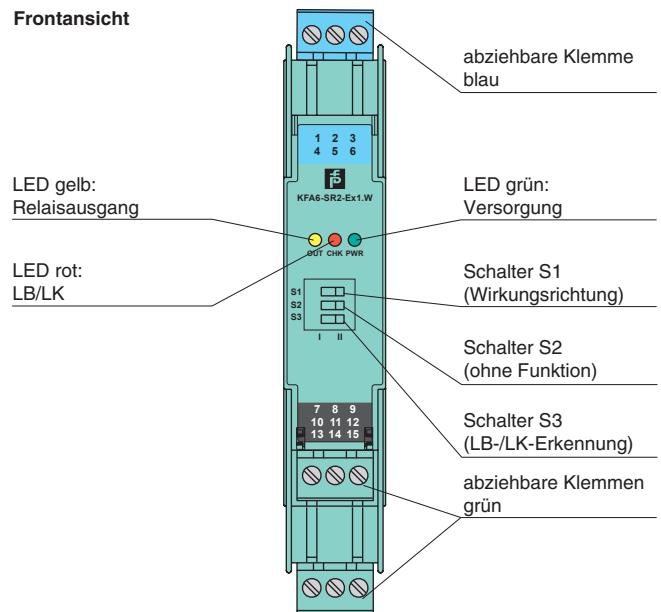 Frontansicht
abziehbare Klemme
blau
1 2 3
4 5 6
KFA6-SR2-Ex1.W
LED gelb:
Relaisausgang
LED grün:
Versorgung
OUT CHK PWR
LED rot:
LB/LK
Schalter S1
(Wirkungsrichtung)
S1
S2
S3
I II
Schalter S2
(ohne Funktion)
7 8 9
10 11 12
13 14 15
Schalter S3
(LB-/LK-Erkennung)
abziehbare Klemmen
grün